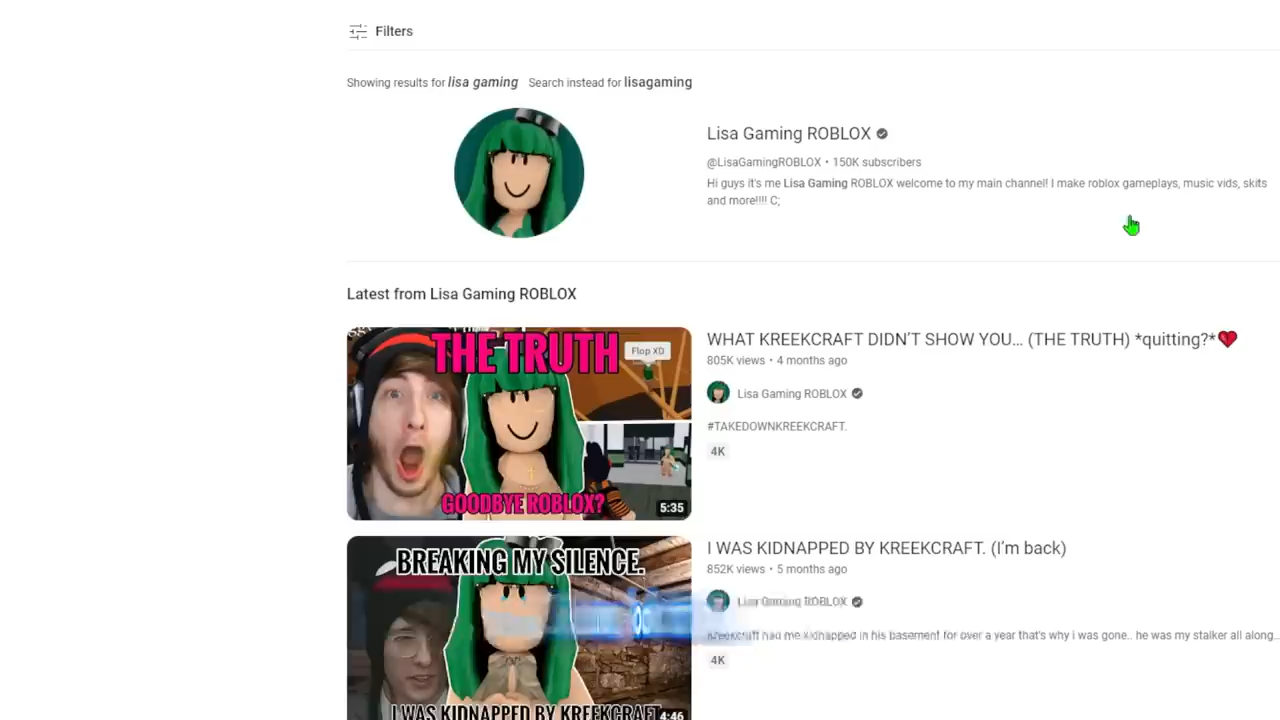 Filters
Showing results for lisa gaming Search instead for lisagaming
Lisa Gaming ROBLOX
@LisaGamingROBLOX • 150K subscribers
Hi guys it's me Lisa Gaming ROBLOX welcome to my main channel! I make roblox gameplays, music vids, skits
and more!!!! C;
Latest from Lisa Gaming ROBLOX
THE TRUTH
Flop XD
GOODBYE ROBLOX?
5:35
WHAT KREEKCRAFT DIDN'T SHOW YOU... (THE TRUTH) *quitting?*💔
805K views • 4 months ago
Lisa Gaming ROBLOX
#TAKEDOWNKREEKCRAFT.
4K
BREAKING MY SILENCE.
I WAS KIDNAPPED BY KREEKCRAFT
4:46
I WAS KIDNAPPED BY KREEKCRAFT. (I'm back)
852K views • 5 months ago
Lisa Gaming ROBLOX
Kreekcraft had me kidnapped in his basement for over a year that's why i was gone.. he was my stalker all along...
4K